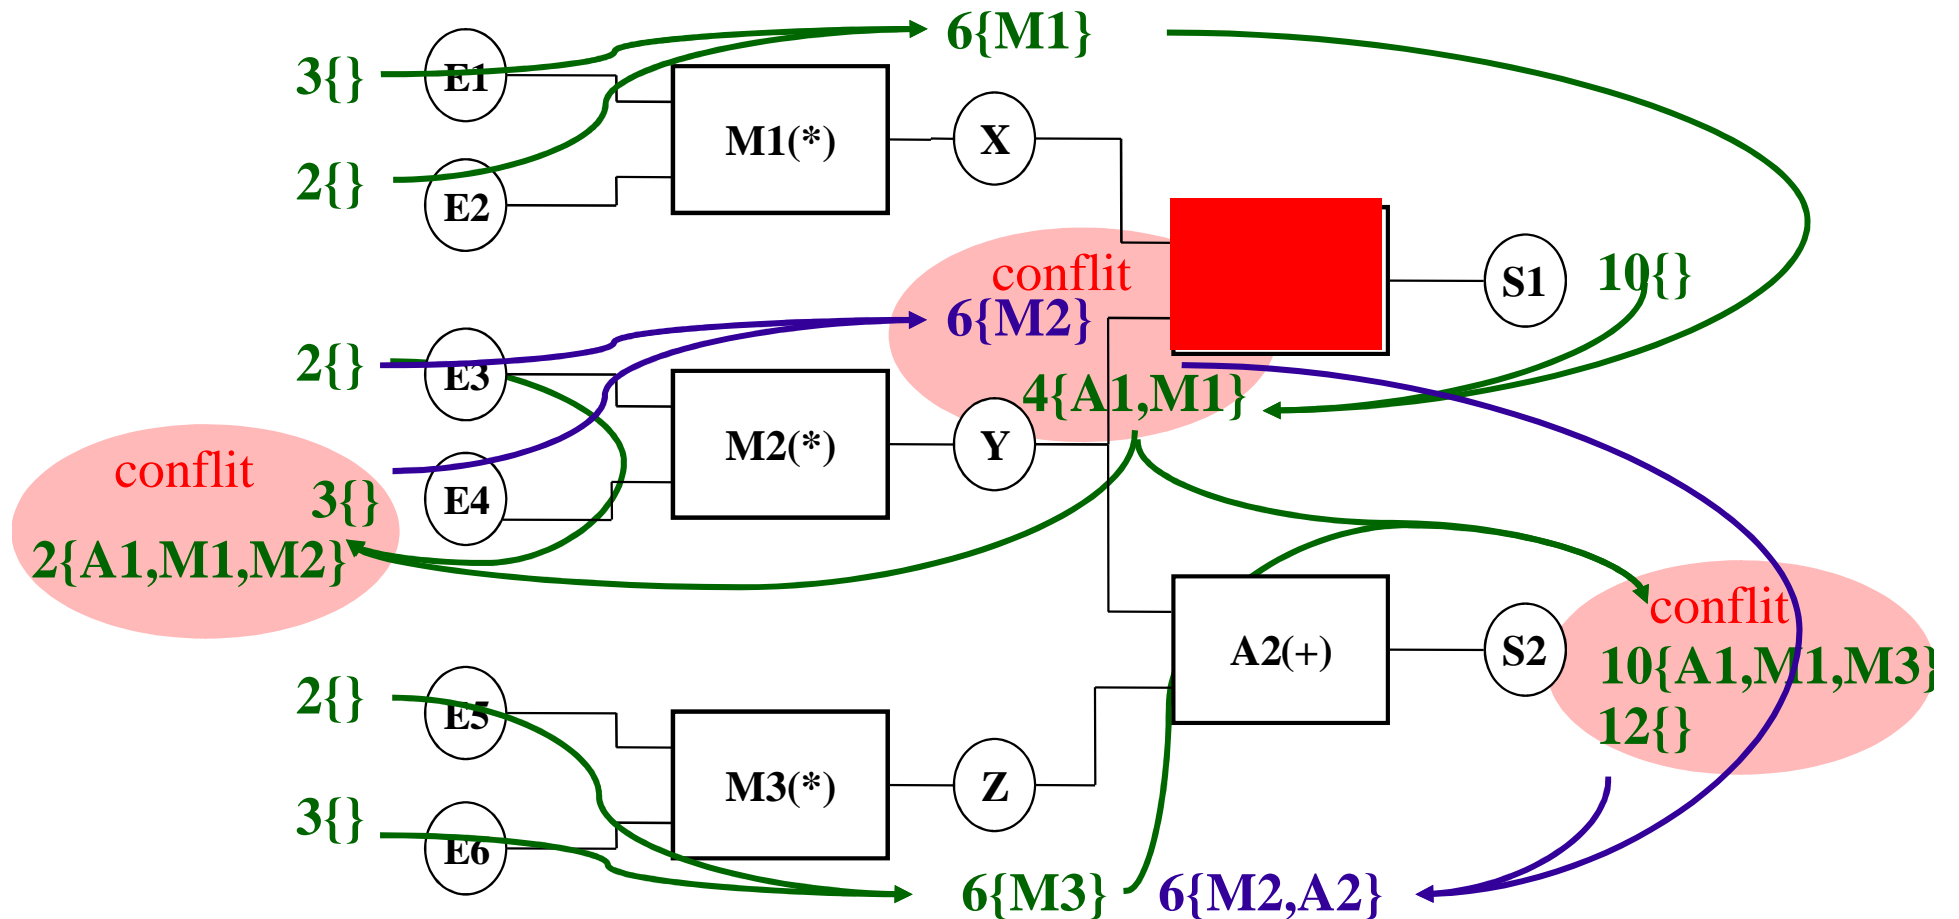 6{M1}
3{}
E1
M1(*)
X
2{}
E2
conflit
S1
10{}
6{M2}
2{}
E3
4{A1,M1}
M2(*)
Y
conflit
3{}
E4
2{A1,M1,M2}
conflit
A2(+)
S2
10{A1,M1,M3}
12{}
2{}
E5
M3(*)
Z
3{}
E6
6{M3}
6{M2,A2}